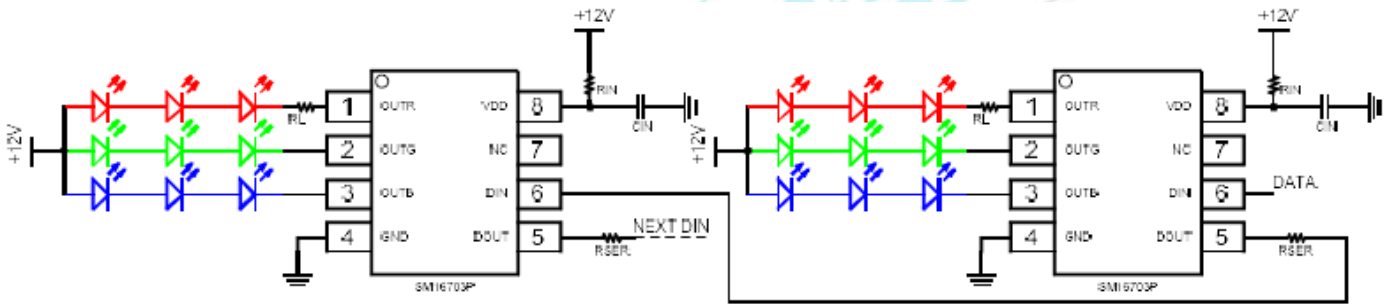 +12V
+12V
RL
1 OUTR VDD 8
2 OUTG NC 7
3 OUTB DIN 6
4 GND DOUT 5
SM16703P
RIN
CIN
RSER
NEXT DIN
+12V
+12V
RL
1 OUTR VDD 8
2 OUTG NC 7
3 OUTB DIN 6
4 GND DOUT 5
SM16703P
RIN
CIN
DATA
RSER